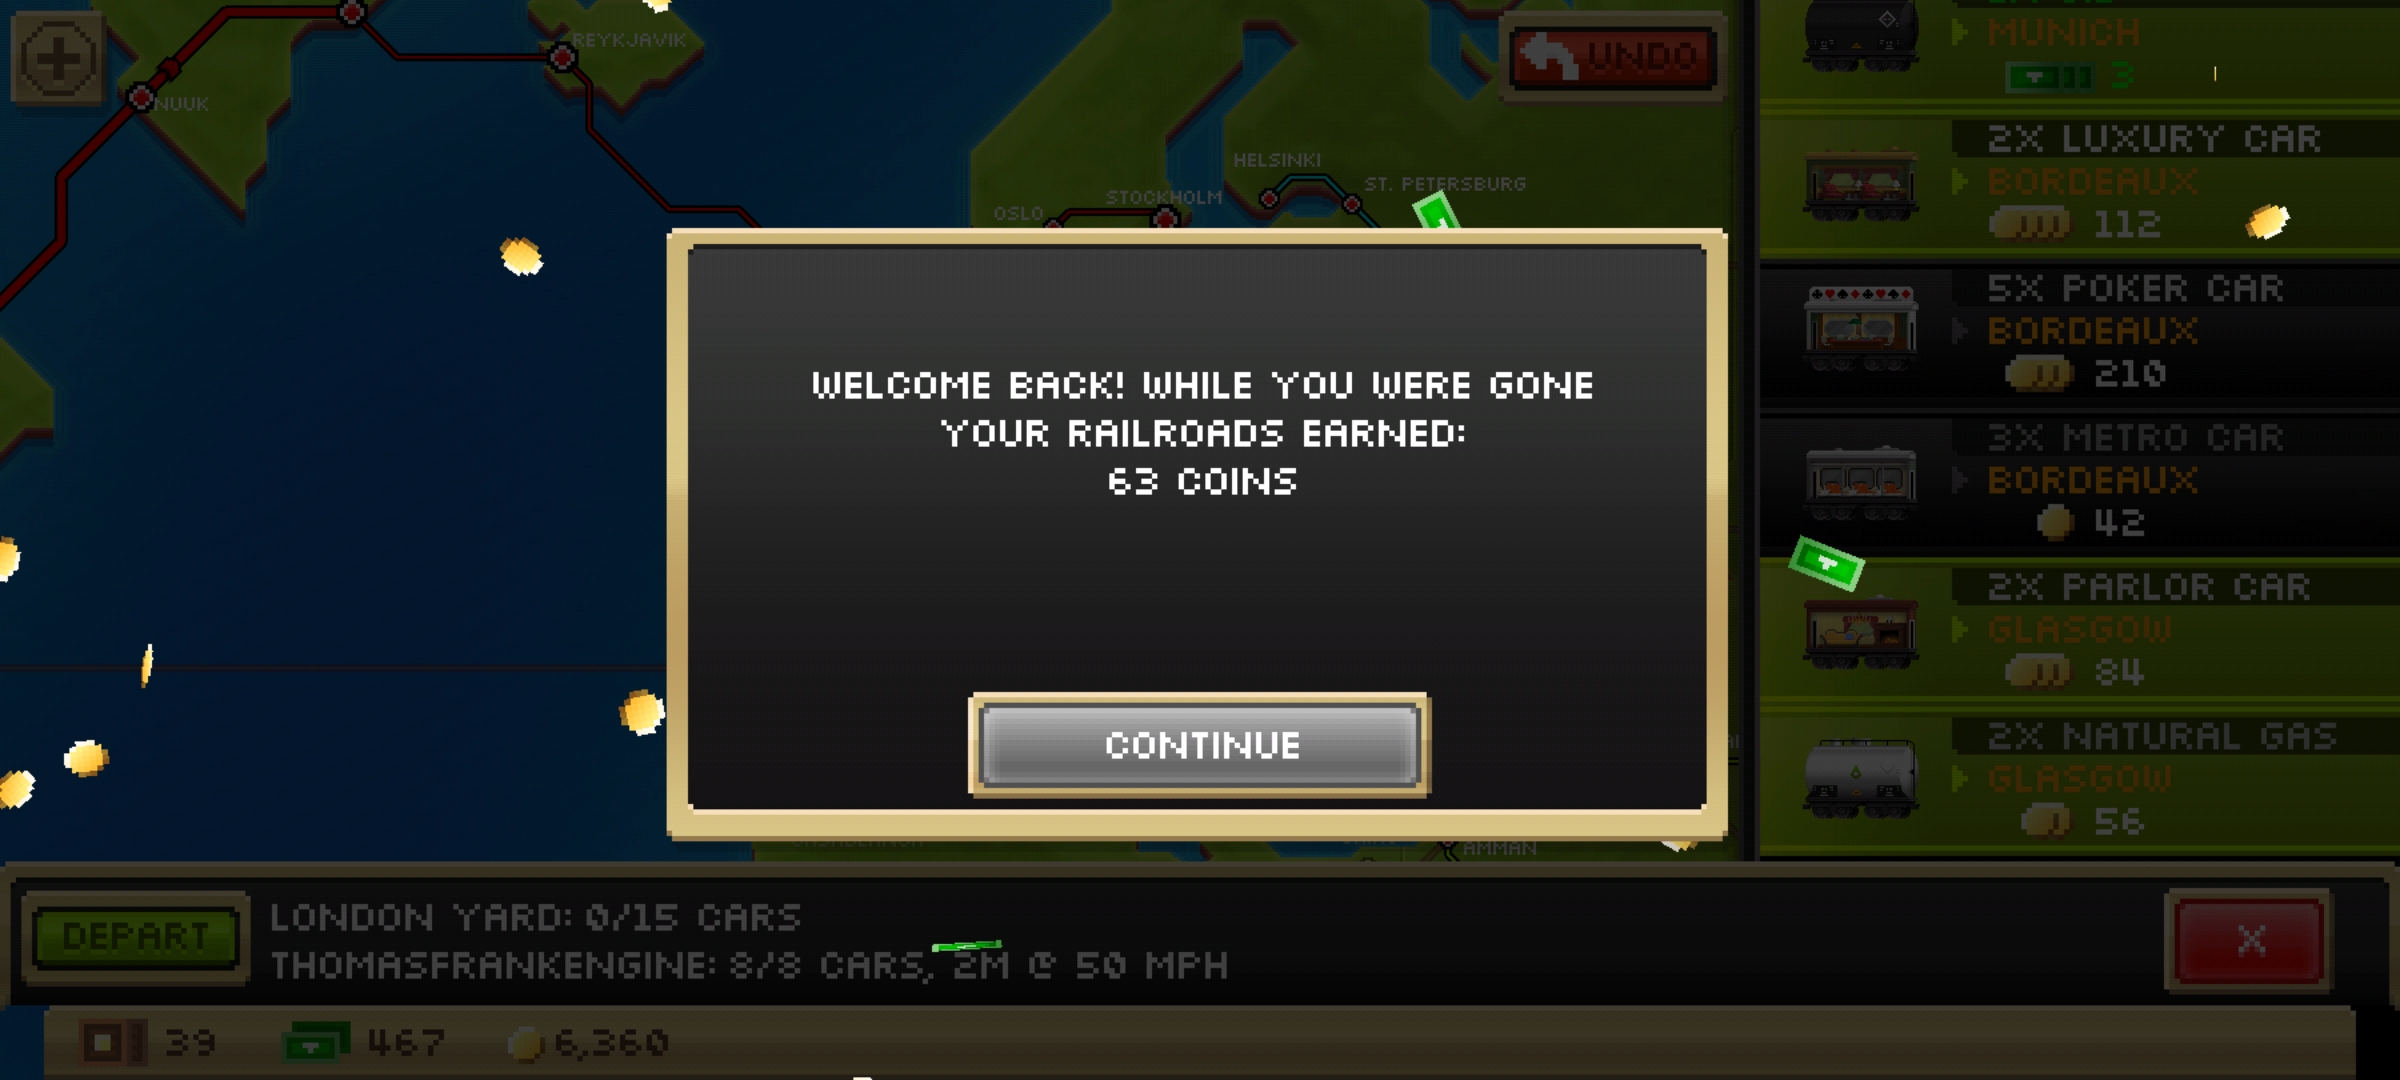 REYKJAVIK
NUUK
UNDO
HELSINKI
ST. PETERSBURG
STOCKHOLM
OSLO
MUNICH
3
2X LUXURY CAR
BORDEAUX
112
5X POKER CAR
BORDEAUX
210
3X METRO CAR
BORDEAUX
42
2X PARLOR CAR
GLASGOW
84
2X NATURAL GAS
GLASGOW
56
WELCOME BACK! WHILE YOU WERE GONE
YOUR RAILROADS EARNED:
63 COINS
CONTINUE
CASABLANCA
AMMAN
DEPART
LONDON YARD: 0/15 CARS
THOMASFRANKENGINE: 8/8 CARS, 2M @ 50 MPH
X
39
467
6,360